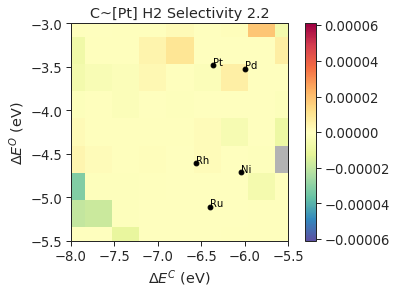 C~[Pt] H2 Selectivity 2.2
−3.0
−3.5
−4.0
−4.5
−5.0
−5.5
ΔE^O (eV)
Pt
Pd
Rh
Ni
Ru
−8.0 −7.5 −7.0 −6.5 −6.0 −5.5
ΔE^C (eV)
0.00006
0.00004
0.00002
0.00000
−0.00002
−0.00004
−0.00006